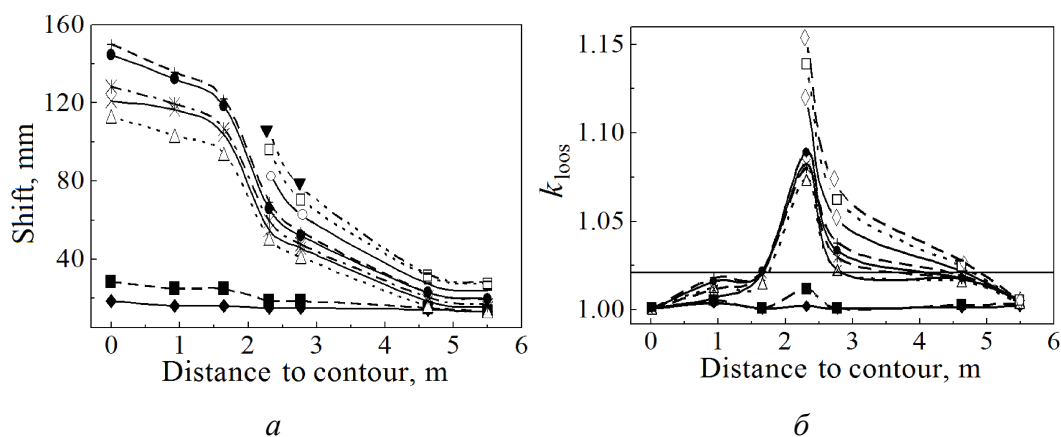 160
120
80
40
Shift, mm
0 1 2 3 4 5 6
Distance to contour, m
а
1.15
1.10
1.05
1.00
k loos
0 1 2 3 4 5 6
Distance to contour, m
б